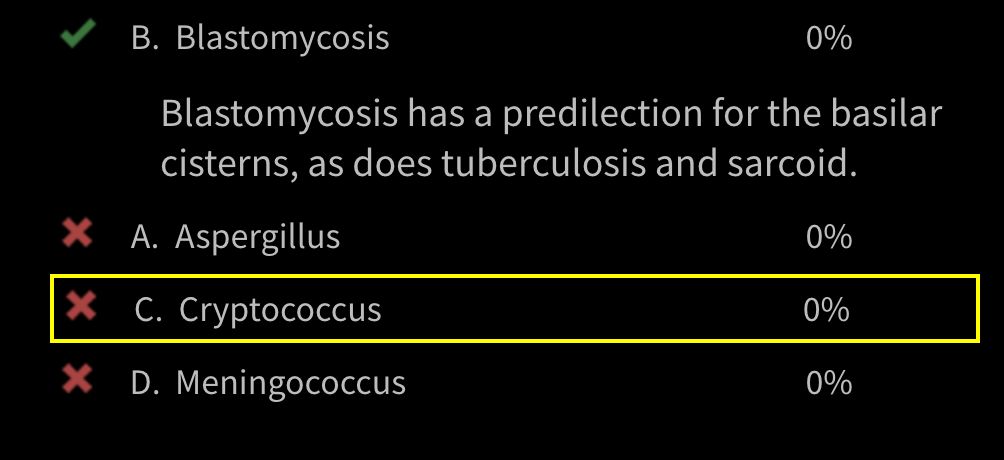 B. Blastomycosis 0%
Blastomycosis has a predilection for the basilar
cisterns, as does tuberculosis and sarcoid.
A. Aspergillus 0%
C. Cryptococcus 0%
D. Meningococcus 0%